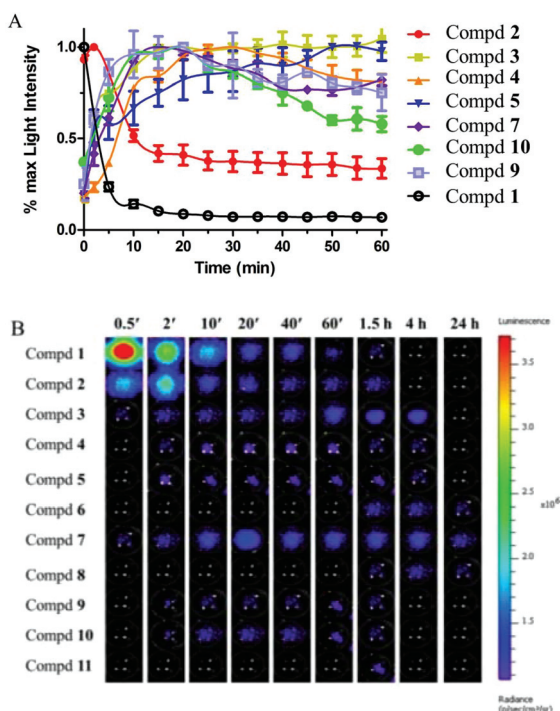 A
% max Light Intensity
1.0
0.5
0.0
0 10 20 30 40 50 60
Time (min)
Compd 2
Compd 3
Compd 4
Compd 5
Compd 7
Compd 10
Compd 9
Compd 1
B
0.5′ 2′ 10′ 20′ 40′ 60′ 1.5 h 4 h 24 h
Compd 1
Compd 2
Compd 3
Compd 4
Compd 5
Compd 6
Compd 7
Compd 8
Compd 9
Compd 10
Compd 11
Luminescence
3.5
3.0
2.5
x10⁶
2.0
1.5
Radiance
(p/sec/cm²/sr)